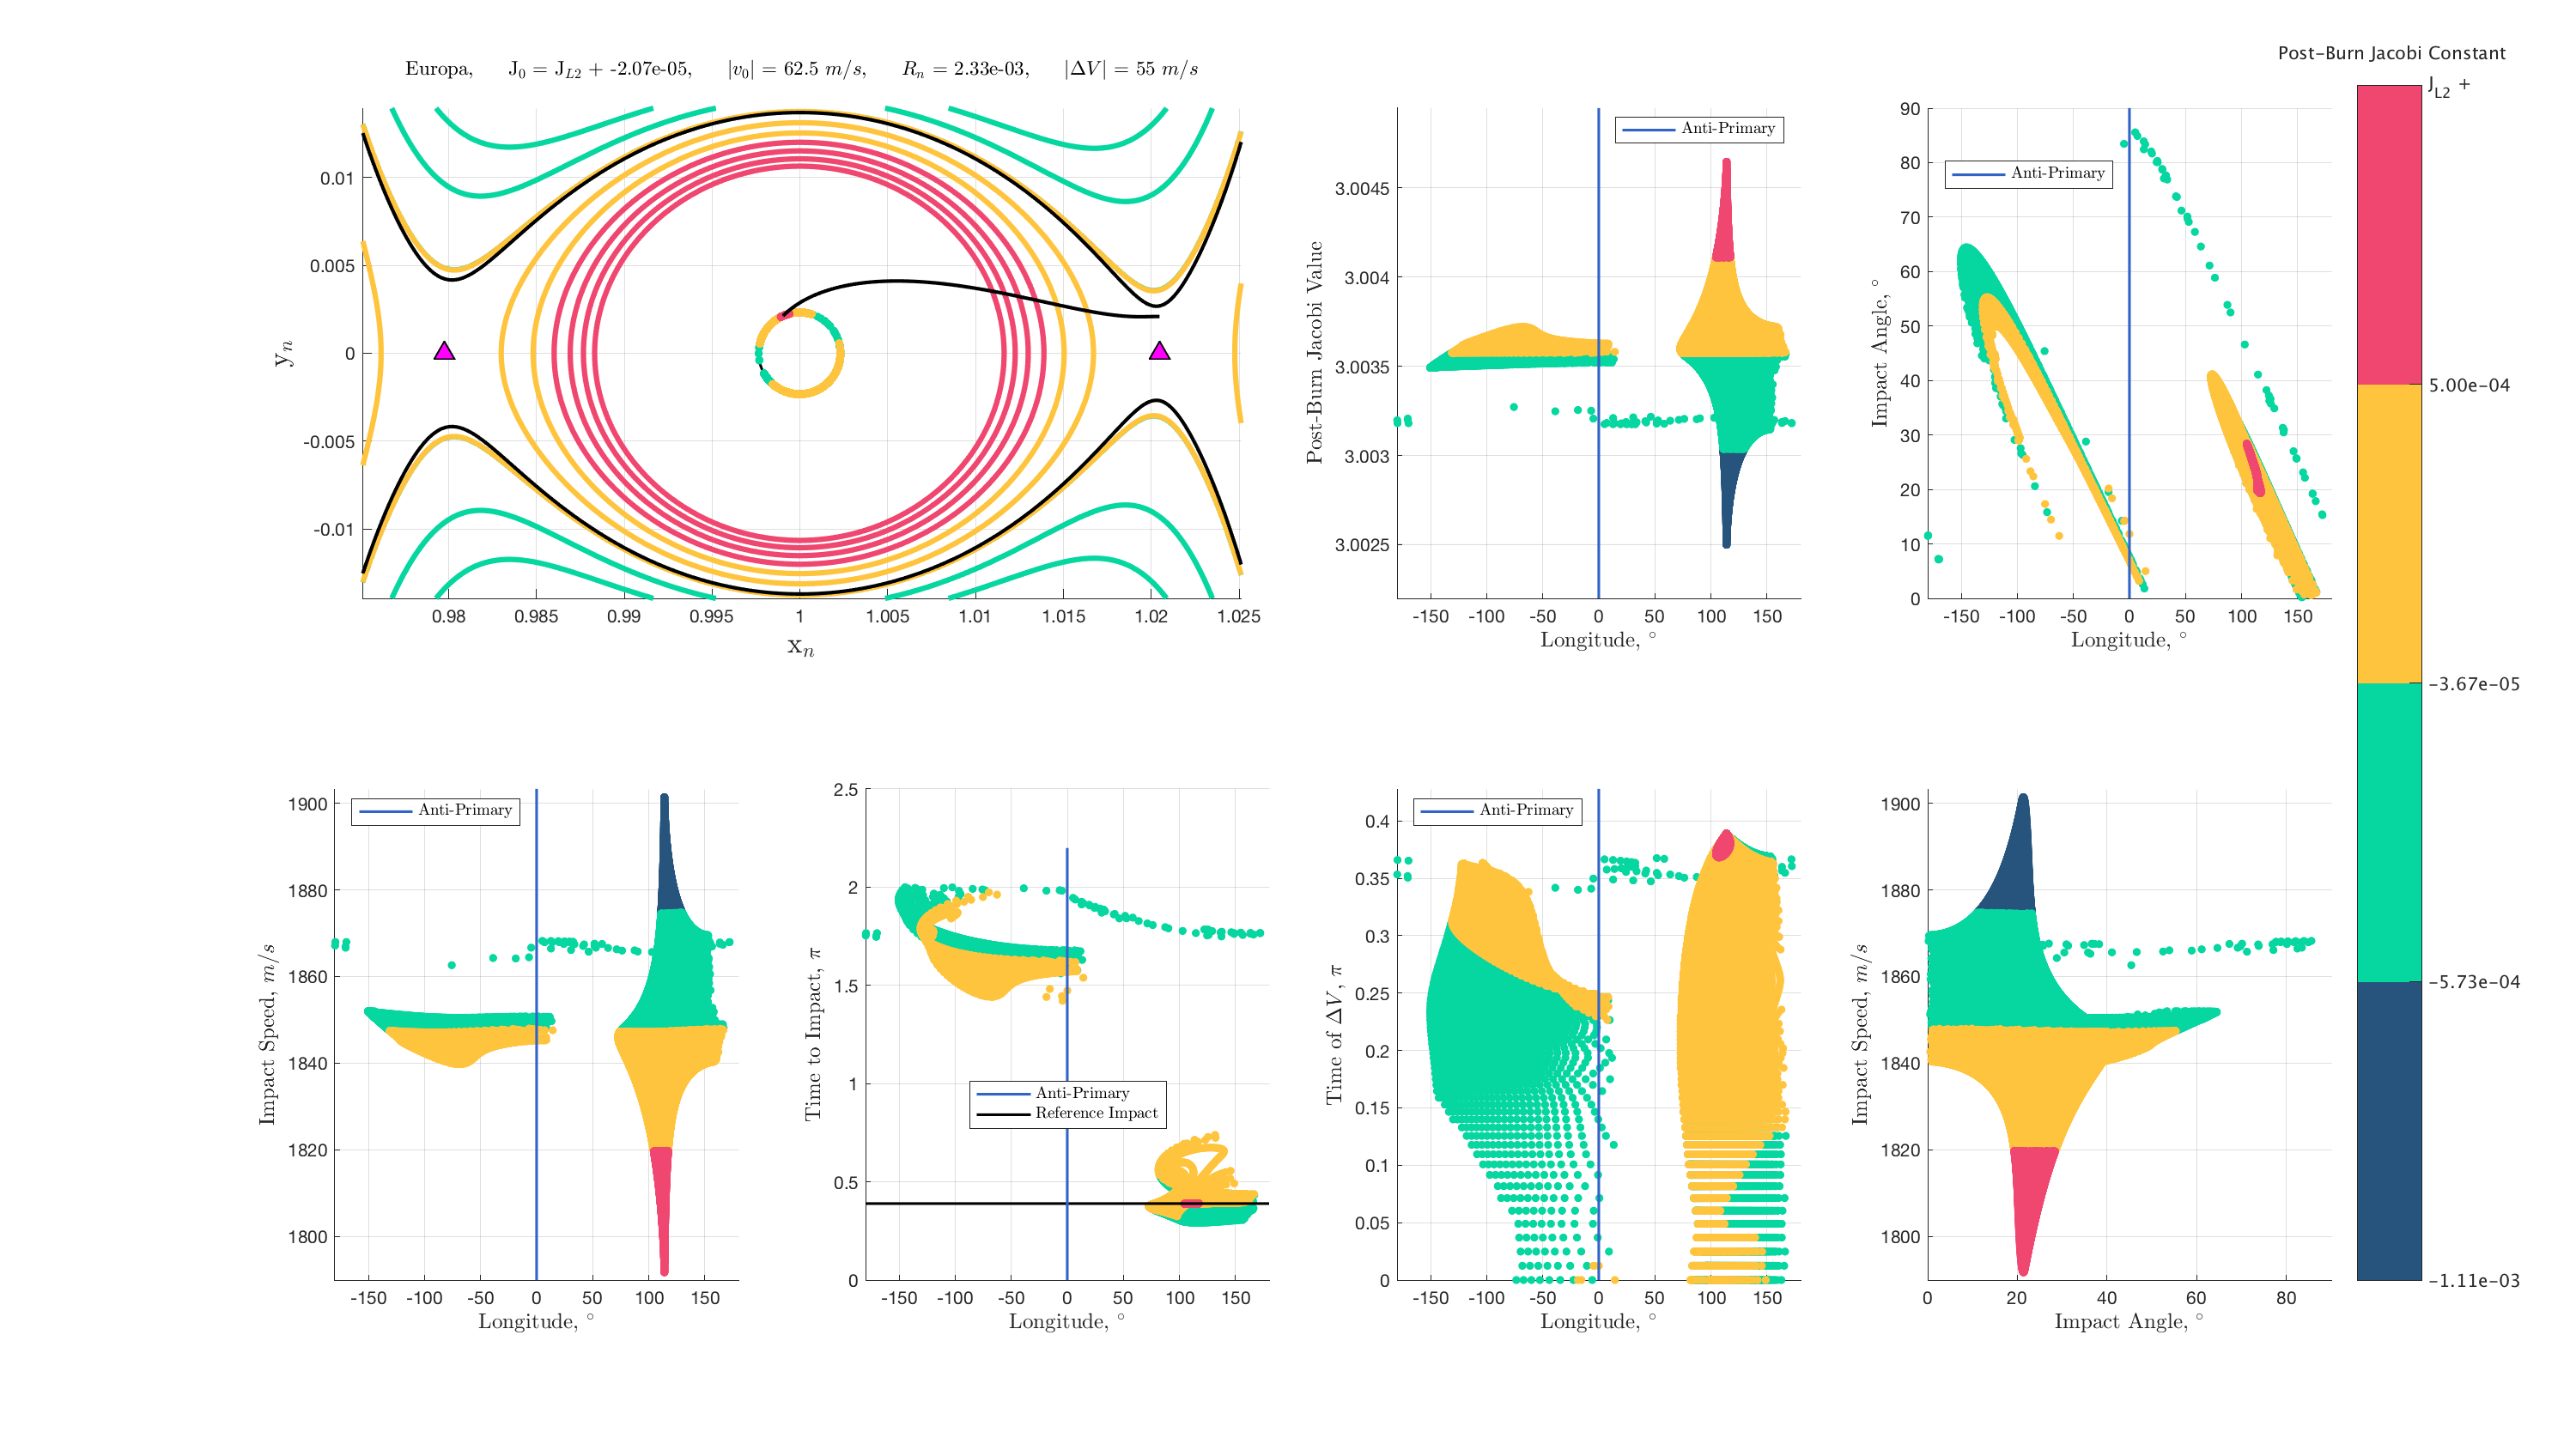 Europa, J0 = JL2 + -2.07e-05, |v0| = 62.5 m/s, Rn = 2.33e-03, |ΔV| = 55 m/s
0.01
0.005
0
-0.005
-0.01
yn
0.98 0.985 0.99 0.995 1 1.005 1.01 1.015 1.02 1.025
xn
Anti-Primary
3.0045
3.004
3.0035
3.003
3.0025
Post-Burn Jacobi Value
-150 -100 -50 0 50 100 150
Longitude, °
Anti-Primary
90
80
70
60
50
40
30
20
10
0
Impact Angle, °
-150 -100 -50 0 50 100 150
Longitude, °
Post-Burn Jacobi Constant
JL2 +
5.00e-04
-3.67e-05
-5.73e-04
-1.11e-03
Anti-Primary
1900
1880
1860
1840
1820
1800
Impact Speed, m/s
-150 -100 -50 0 50 100 150
Longitude, °
2.5
2
1.5
1
0.5
0
Time to Impact, π
Anti-Primary
Reference Impact
-150 -100 -50 0 50 100 150
Longitude, °
Anti-Primary
0.4
0.35
0.3
0.25
0.2
0.15
0.1
0.05
0
Time of ΔV, π
-150 -100 -50 0 50 100 150
Longitude, °
1900
1880
1860
1840
1820
1800
Impact Speed, m/s
0 20 40 60 80
Impact Angle, °